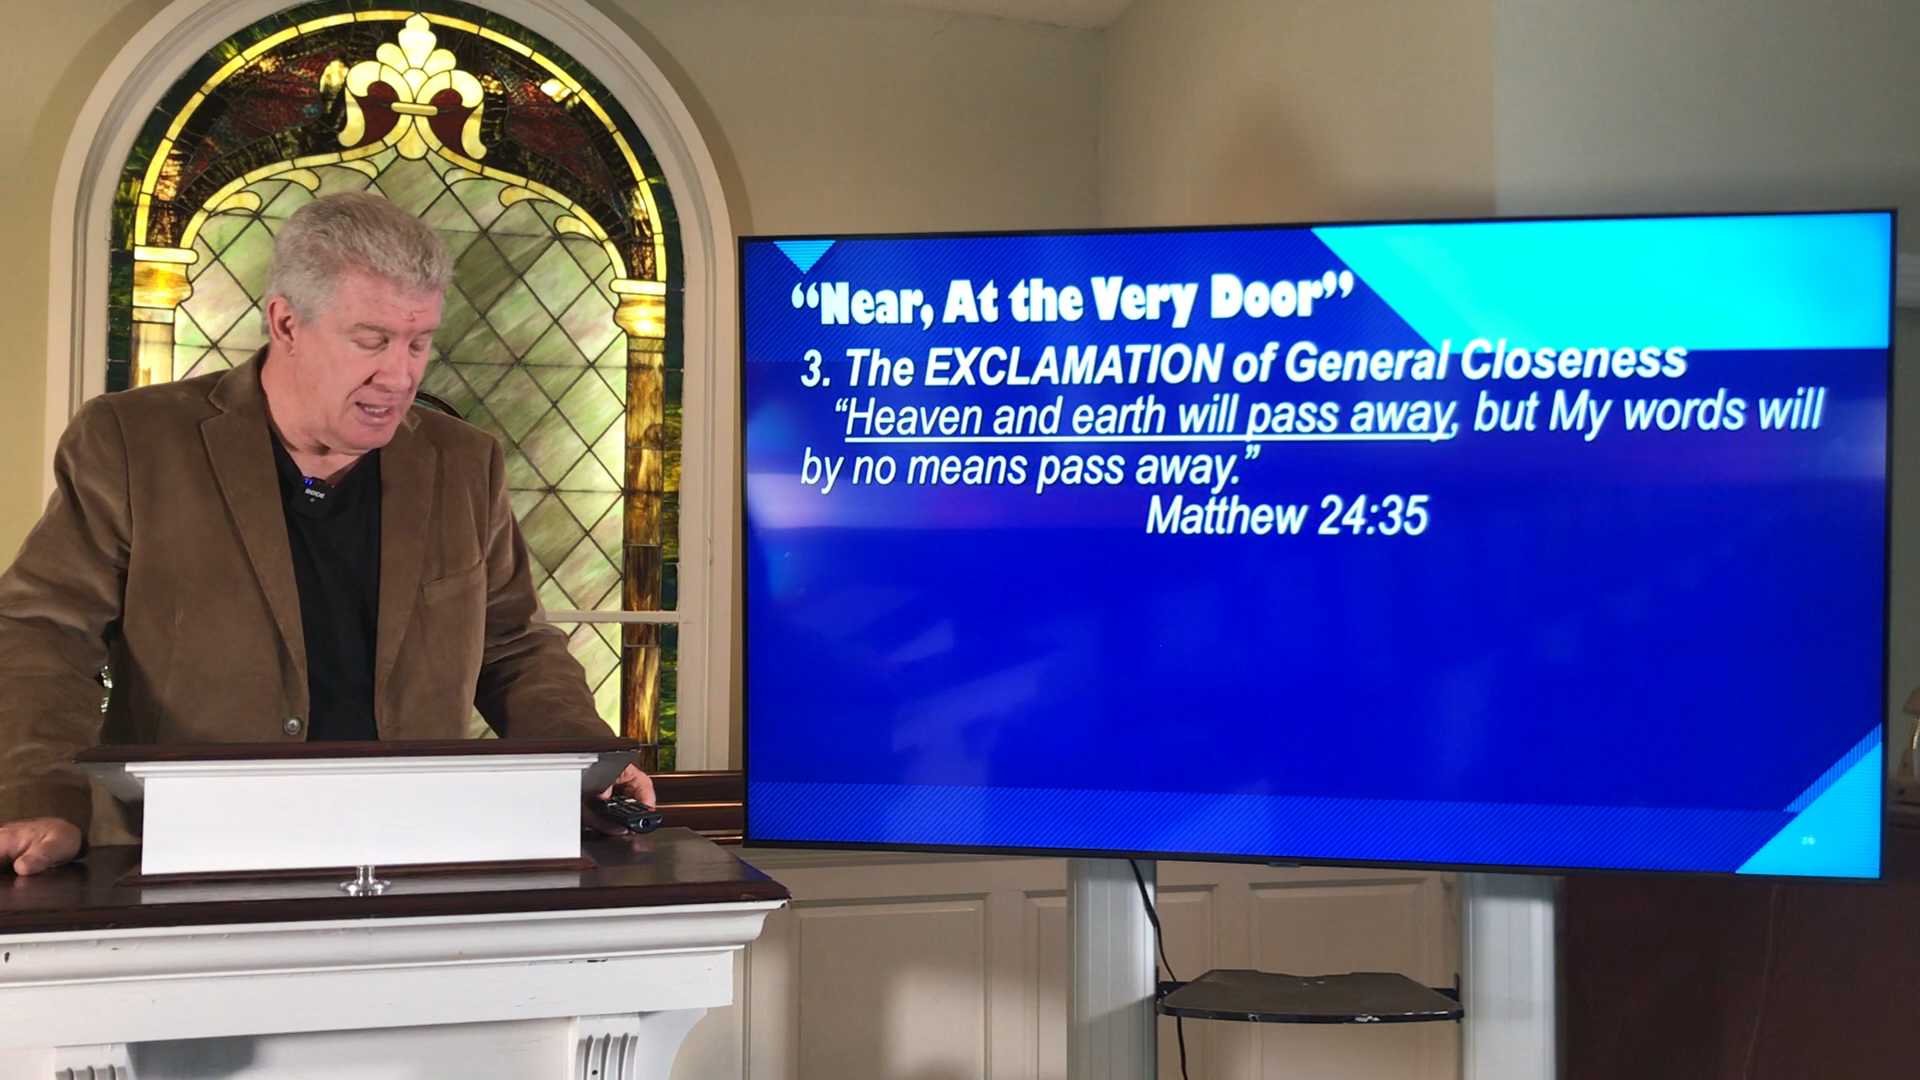 “Near, At the Very Door”
3. The EXCLAMATION of General Closeness
“Heaven and earth will pass away, but My words will
by no means pass away.”
Matthew 24:35
RODE